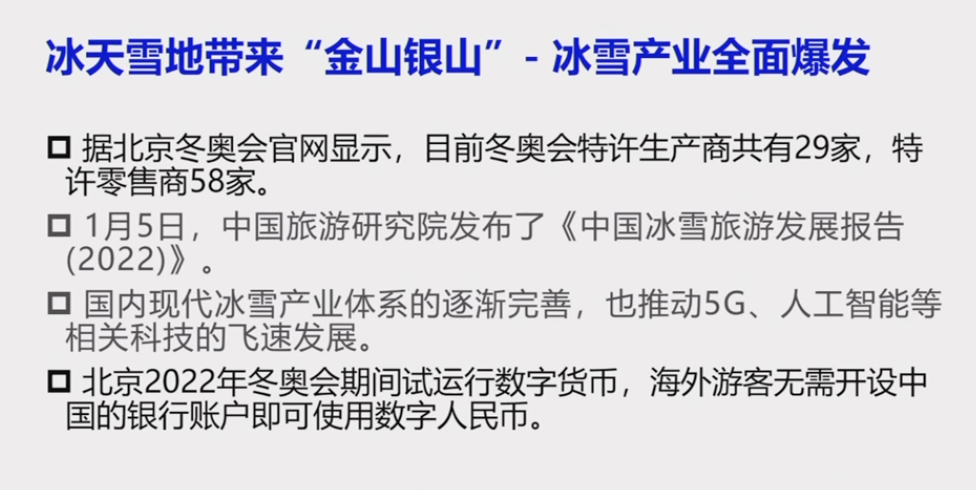 冰天雪地带来“金山银山”- 冰雪产业全面爆发
据北京冬奥会官网显示，目前冬奥会特许生产商共有29家，特
许零售商58家。
1月5日，中国旅游研究院发布了《中国冰雪旅游发展报告
(2022)》。
国内现代冰雪产业体系的逐渐完善，也推动5G、人工智能等
相关科技的飞速发展。
北京2022年冬奥会期间试运行数字货币，海外游客无需开设中
国的银行账户即可使用数字人民币。